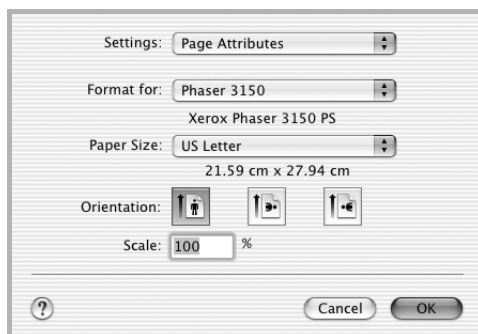 Settings: Page Attributes
Format for: Phaser 3150
Xerox Phaser 3150 PS
Paper Size: US Letter
21.59 cm x 27.94 cm
Orientation:
Scale: 100 %
? Cancel OK